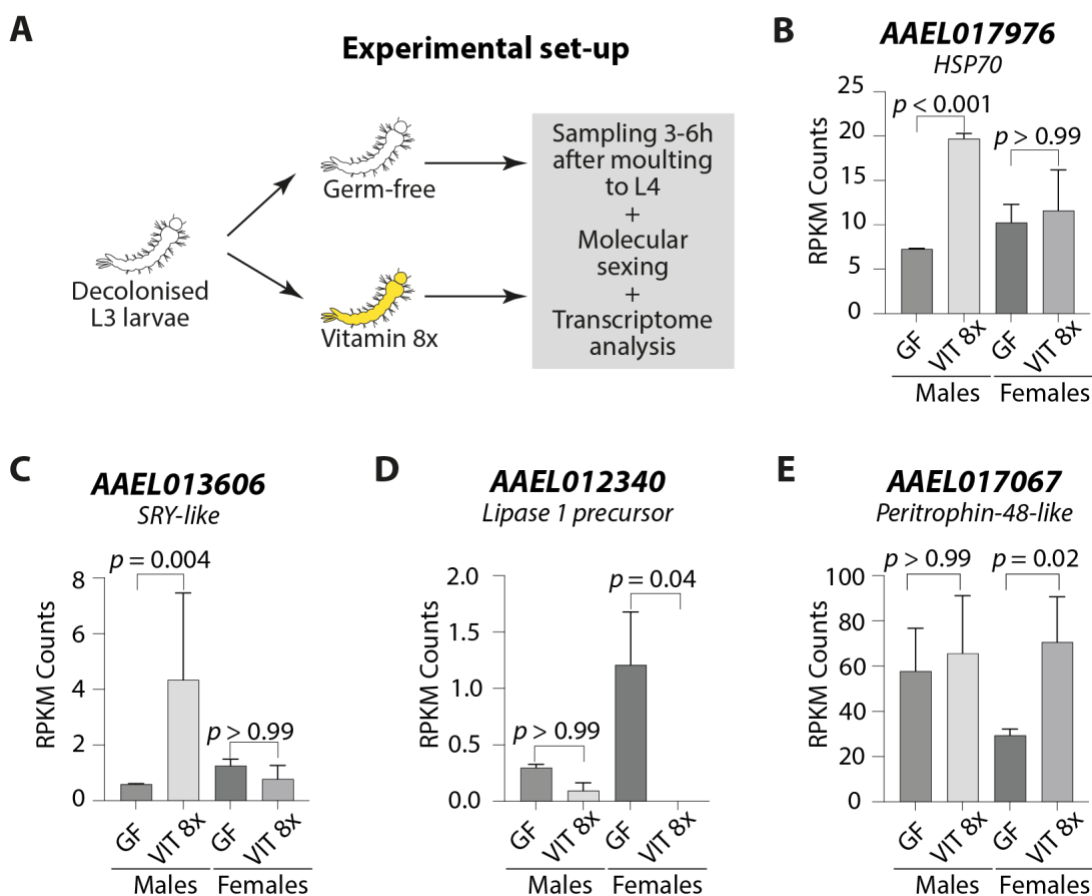 A
Experimental set-up
Decolonised
L3 larvae
Germ-free
Vitamin 8x
Sampling 3-6h
after moulting
to L4
+
Molecular
sexing
+
Transcriptome
analysis
B
AAEL017976
HSP70
RPKM Counts
25
20
15
10
5
0
p < 0.001
p > 0.99
GF
VIT 8x
GF
VIT 8x
Males
Females
C
AAEL013606
SRY-like
RPKM Counts
8
6
4
2
0
p = 0.004
p > 0.99
GF
VIT 8x
GF
VIT 8x
Males
Females
D
AAEL012340
Lipase 1 precursor
RPKM Counts
2.0
1.5
1.0
0.5
0.0
p > 0.99
p = 0.04
GF
VIT 8x
GF
VIT 8x
Males
Females
E
AAEL017067
Peritrophin-48-like
RPKM Counts
100
80
60
40
20
0
p > 0.99
p = 0.02
GF
VIT 8x
GF
VIT 8x
Males
Females